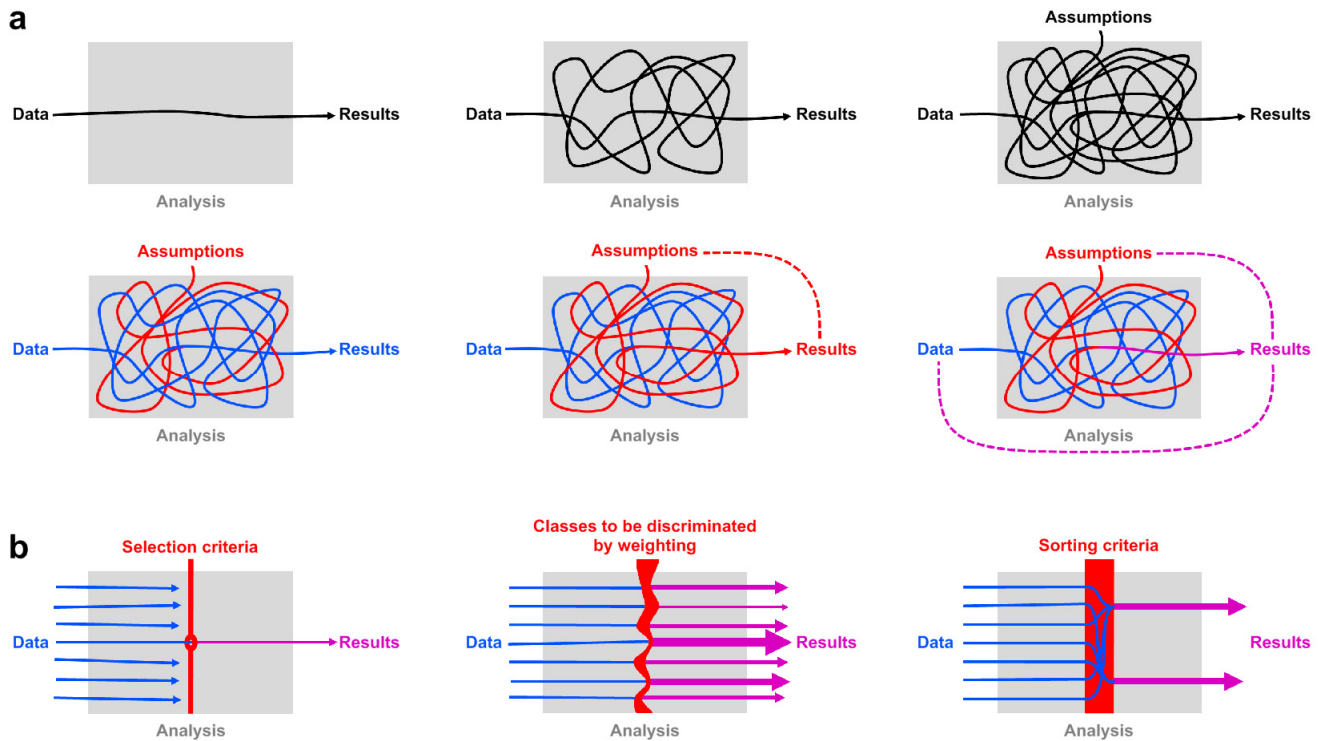 a
Assumptions
Data
Results
Data
Results
Data
Results
Analysis
Analysis
Analysis
Assumptions
Assumptions
Assumptions
Data
Results
Data
Results
Data
Results
Analysis
Analysis
Analysis
b
Selection criteria
Classes to be discriminated
by weighting
Sorting criteria
Data
Results
Data
Results
Data
Results
Analysis
Analysis
Analysis